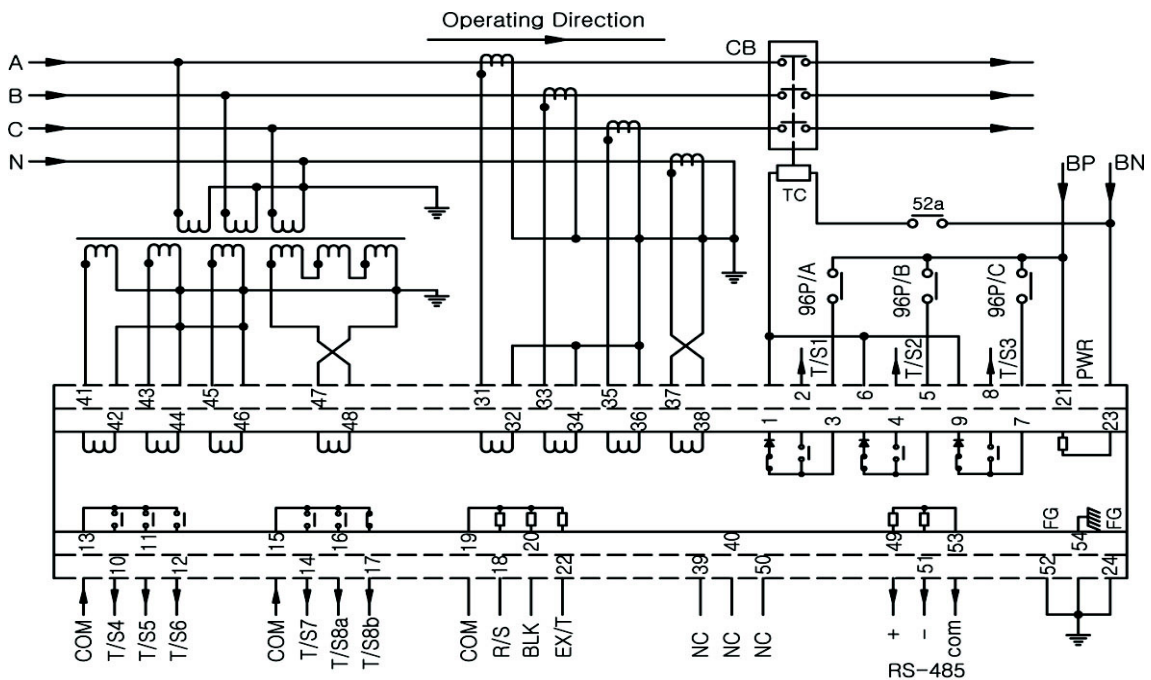 Operating Direction
CB
A
B
C
N
BP
BN
TC
52a
96P/A
96P/B
96P/C
T/S1
T/S2
T/S3
PWR
41
43
45
47
31
33
35
37
2
6
5
8
21
42
44
46
48
32
34
36
38
1
3
4
9
7
23
13
11
12
15
16
17
19
20
40
49
53
FG
54
FG
10
14
18
22
39
50
51
52
24
COM
T/S4
T/S5
T/S6
COM
T/S7
T/S8a
T/S8b
COM
R/S
BLK
EX/T
NC
NC
NC
+
-
com
RS-485